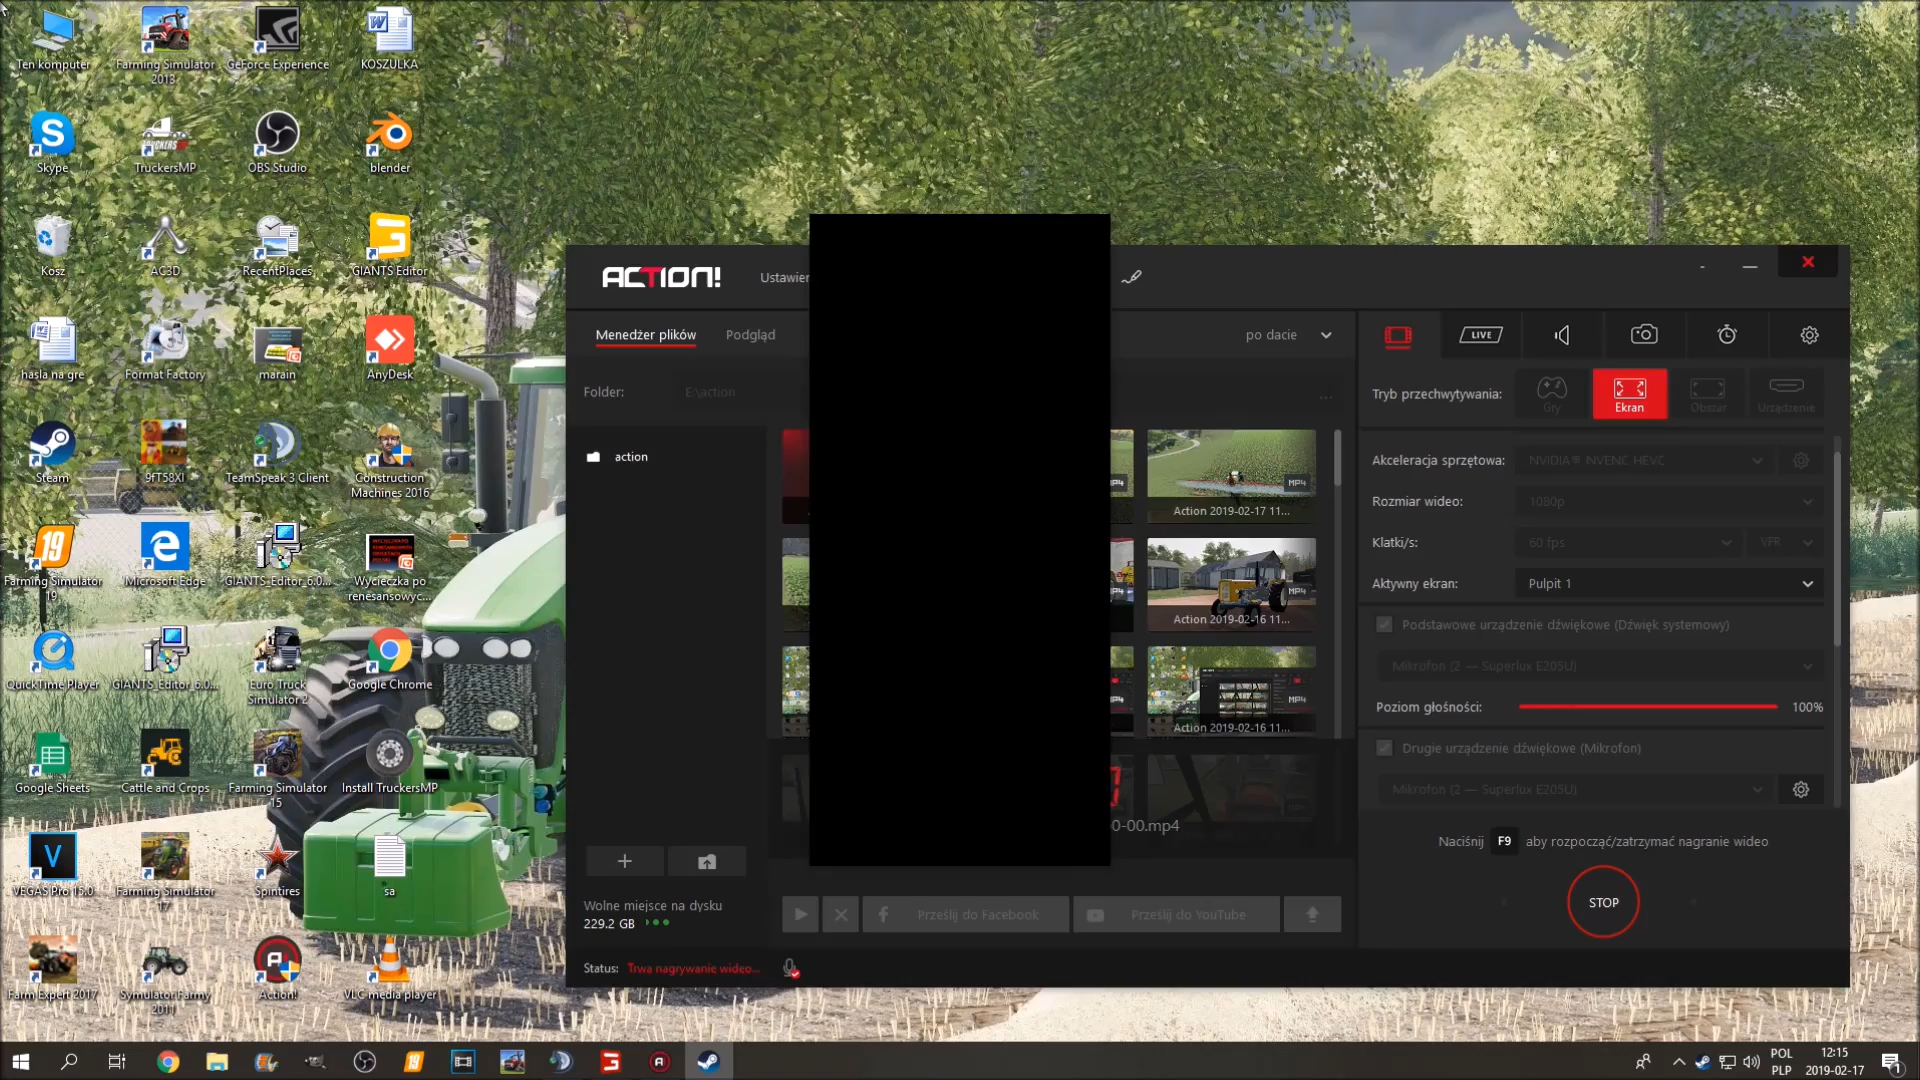 Ten komputer
Farming Simulator
2013
GeForce Experience
KOSZULKA
Skype
TruckersMP
OBS Studio
blender
Kosz
AC3D
RecentPlaces
GIANTS Editor
hasla na gre
Format Factory
marain
AnyDesk
Steam
9FT58XI
TeamSpeak 3 Client
Construction
Machines 2016
Farming Simulator
19
Microsoft Edge
GIANTS_Editor_6.0...
Wycieczka po
renesansowyc...
QuickTime Player
GIANTS_Editor_6.0...
Euro Truck
Simulator 2
Google Chrome
Google Sheets
Cattle and Crops
Farming Simulator
15
Install TruckersMP
VEGAS Pro 15.0
Farming Simulator
17
Spintires
sa
Farm Expert 2017
Symulator Farmy
2011
Action!
VLC media player
ACTION!
Ustawien
Menedżer plików
Podgląd
po dacie
Folder:
E:\action
...
action
MP4
Action 2019-02-17 11...
MP4
Action 2019-02-16 11...
MP4
Action 2019-02-16 11...
0-00.mp4
Wolne miejsce na dysku
229.2 GB
Prześlij do Facebook
Prześlij do YouTube
Status: Trwa nagrywanie wideo...
LIVE
Tryb przechwytywania:
Gry
Ekran
Obszar
Urządzenie
Akceleracja sprzętowa:
NVIDIA® NVENC HEVC
Rozmiar wideo:
1080p
Klatki/s:
60 fps
VFR
Aktywny ekran:
Pulpit 1
Podstawowe urządzenie dźwiękowe (Dźwięk systemowy)
Mikrofon (2 — Superlux E205U)
Poziom głośności:
100%
Drugie urządzenie dźwiękowe (Mikrofon)
Mikrofon (2 — Superlux E205U)
Naciśnij F9 aby rozpocząć/zatrzymać nagranie wideo
STOP
POL
PLP
12:15
2019-02-17
1